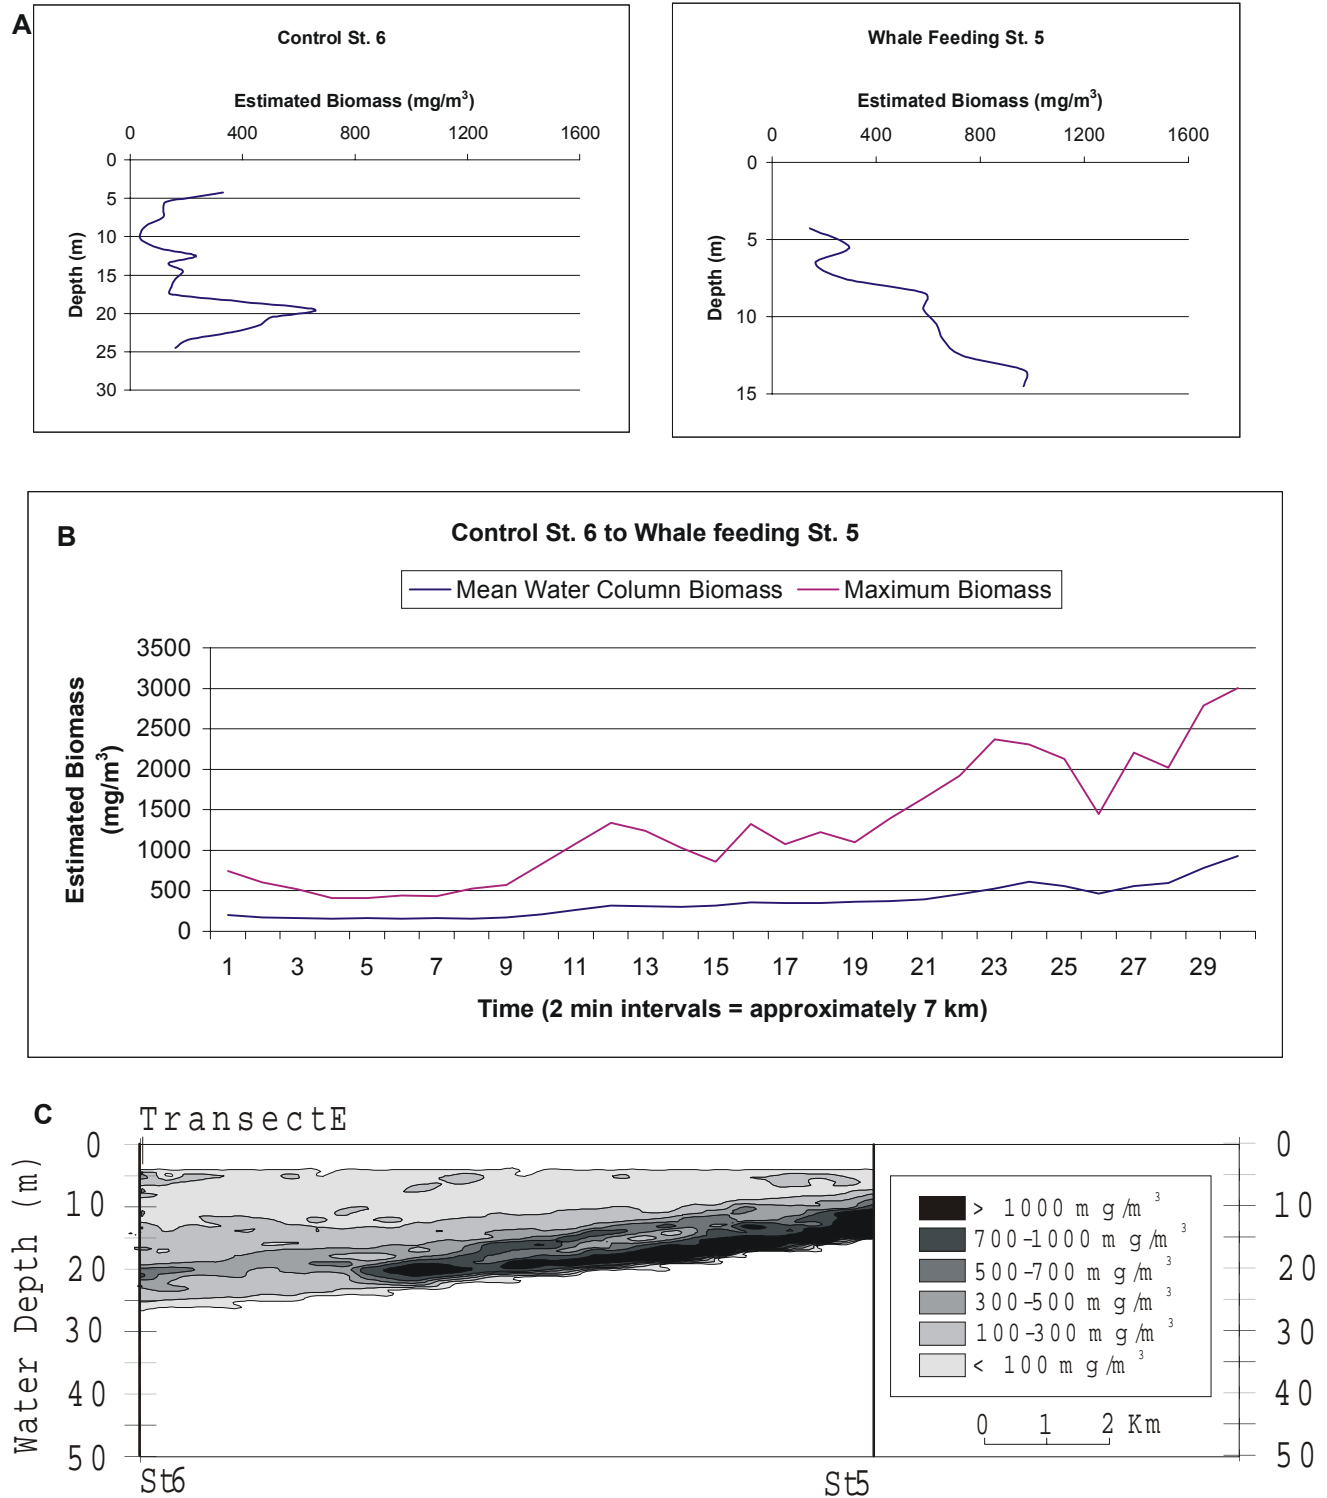 A
Control St. 6
Estimated Biomass (mg/m³)
0 400 800 1200 1600
0
5
10
15
20
25
30
Depth (m)
Whale Feeding St. 5
Estimated Biomass (mg/m³)
0 400 800 1200 1600
0
5
10
15
Depth (m)
B
Control St. 6 to Whale feeding St. 5
Mean Water Column Biomass Maximum Biomass
3500
3000
2500
2000
1500
1000
500
0
Estimated Biomass
(mg/m³)
1 3 5 7 9 11 13 15 17 19 21 23 25 27 29
Time (2 min intervals = approximately 7 km)
C
TransectE
0
10
20
30
40
50
Water Depth (m)
> 1000 mg/m³
700-1000 mg/m³
500-700 mg/m³
300-500 mg/m³
100-300 mg/m³
< 100 mg/m³
0 1 2 Km
0
10
20
30
40
50
St6
St5